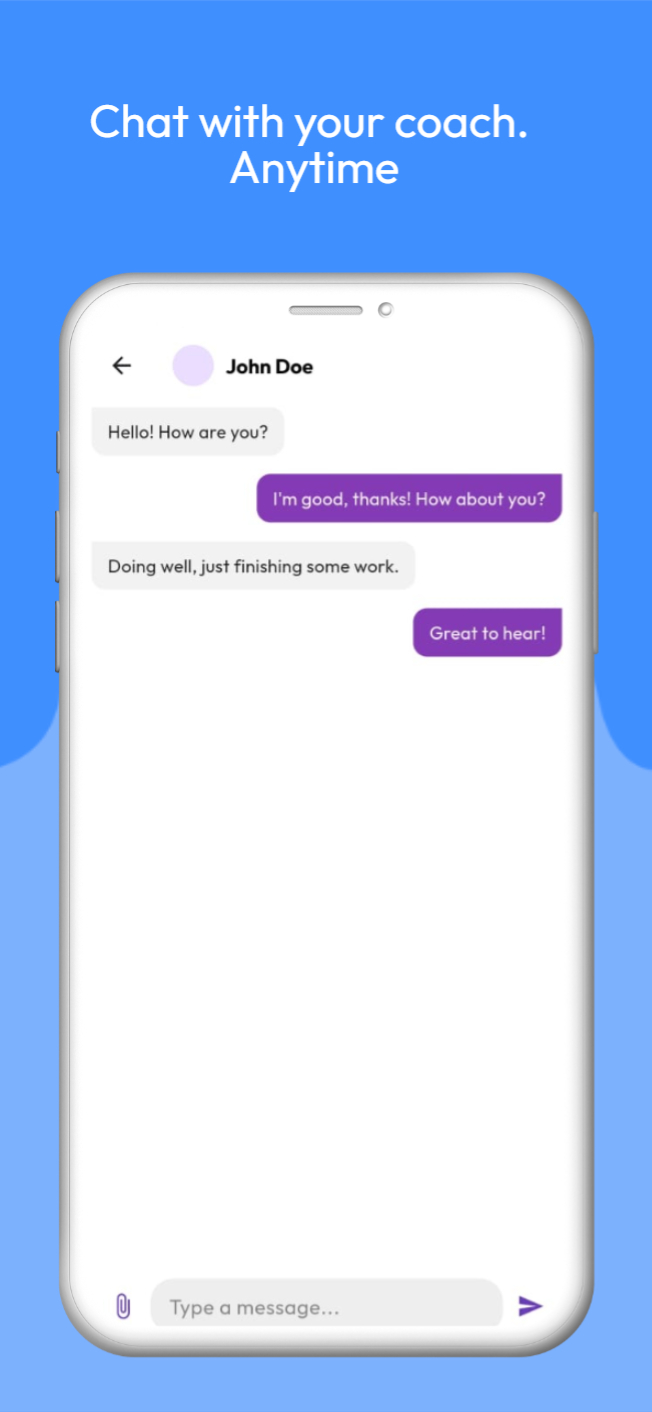 Chat with your coach.
Anytime
John Doe
Hello! How are you?
I'm good, thanks! How about you?
Doing well, just finishing some work.
Great to hear!
Type a message...